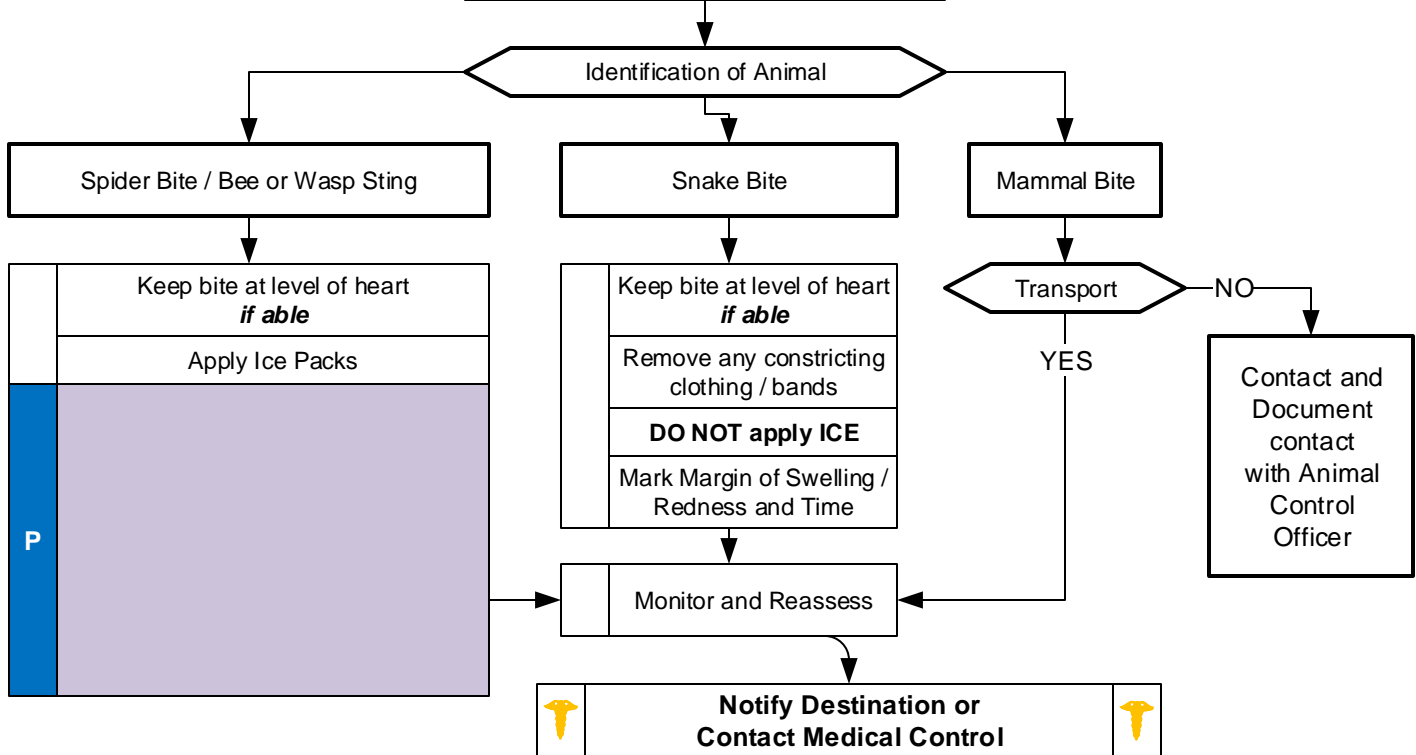 Identification of Animal
Spider Bite / Bee or Wasp Sting
Snake Bite
Mammal Bite
Keep bite at level of heart
if able
Apply Ice Packs
P
Keep bite at level of heart
if able
Remove any constricting
clothing / bands
DO NOT apply ICE
Mark Margin of Swelling /
Redness and Time
Transport
NO
YES
Contact and
Document
contact
with Animal
Control
Officer
Monitor and Reassess
Notify Destination or
Contact Medical Control